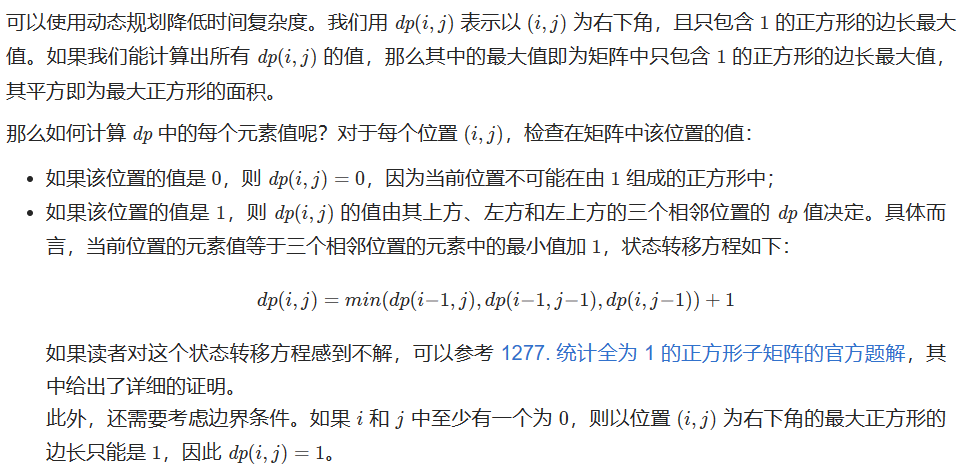 可以使用动态规划降低时间复杂度。我们用 dp(i, j) 表示以 (i, j) 为右下角，且只包含 1 的正方形的边长最大
值。如果我们能计算出所有 dp(i, j) 的值，那么其中的最大值即为矩阵中只包含 1 的正方形的边长最大值，
其平方即为最大正方形的面积。
那么如何计算 dp 中的每个元素值呢？对于每个位置 (i, j)，检查在矩阵中该位置的值：
• 如果该位置的值是 0，则 dp(i, j) = 0，因为当前位置不可能在由 1 组成的正方形中；
• 如果该位置的值是 1，则 dp(i, j) 的值由其上方、左方和左上方的三个相邻位置的 dp 值决定。具体而
言，当前位置的元素值等于三个相邻位置的元素中的最小值加 1，状态转移方程如下：
dp(i, j) = min(dp(i−1, j), dp(i−1, j−1), dp(i, j−1)) + 1
如果读者对这个状态转移方程感到不解，可以参考 1277. 统计全为 1 的正方形子矩阵的官方题解，其
中给出了详细的证明。
此外，还需要考虑边界条件。如果 i 和 j 中至少有一个为 0，则以位置 (i, j) 为右下角的最大正方形的
边长只能是 1，因此 dp(i, j) = 1。